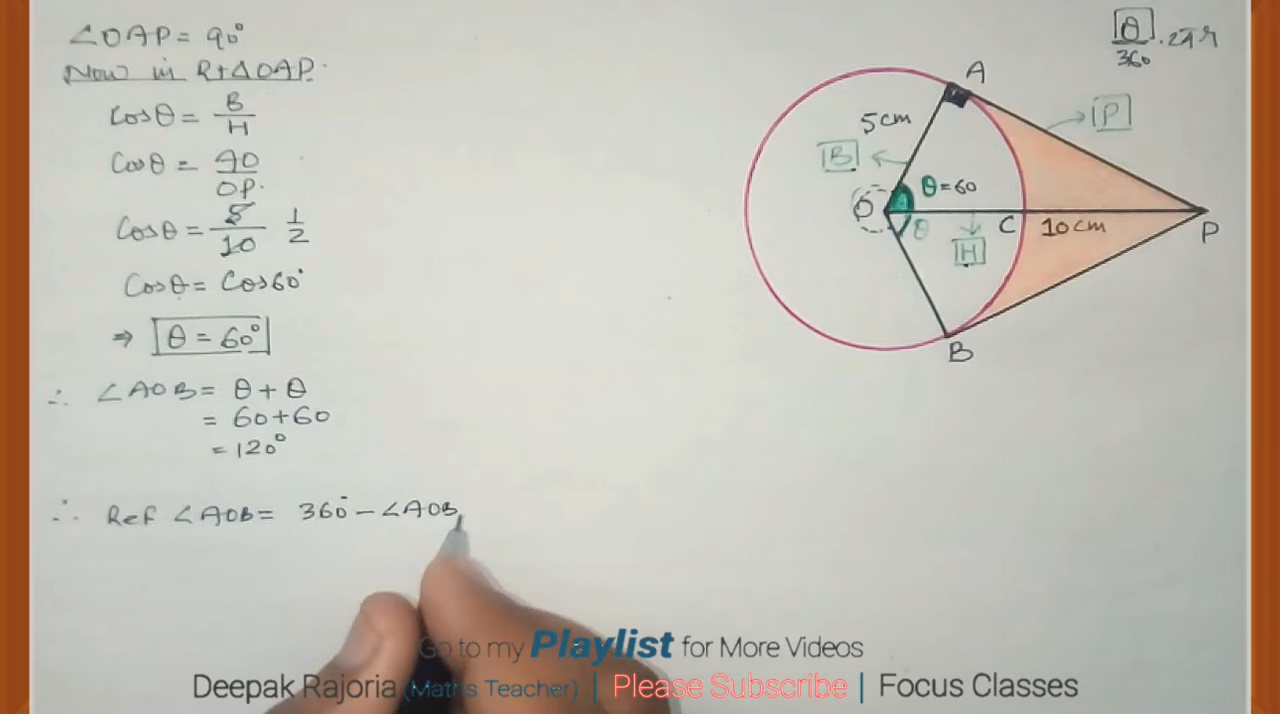 ∠OAP = 90°
Now in Rt ΔOAP.
Cosθ = B/H
Cosθ = AO/OP.
Cosθ = 5/10 1/2
Cosθ = Cos60°
⇒ θ = 60°
∴ ∠AOB = θ + θ
= 60+60
= 120°
∴ Ref ∠AOB = 360° - ∠AOB
θ/360 . 2πr
A
5cm
P
B
θ=60
O
θ
C
10cm
H
P
B
Go to my Playlist for More Videos
Deepak Rajoria (Maths Teacher) | Please Subscribe | Focus Classes